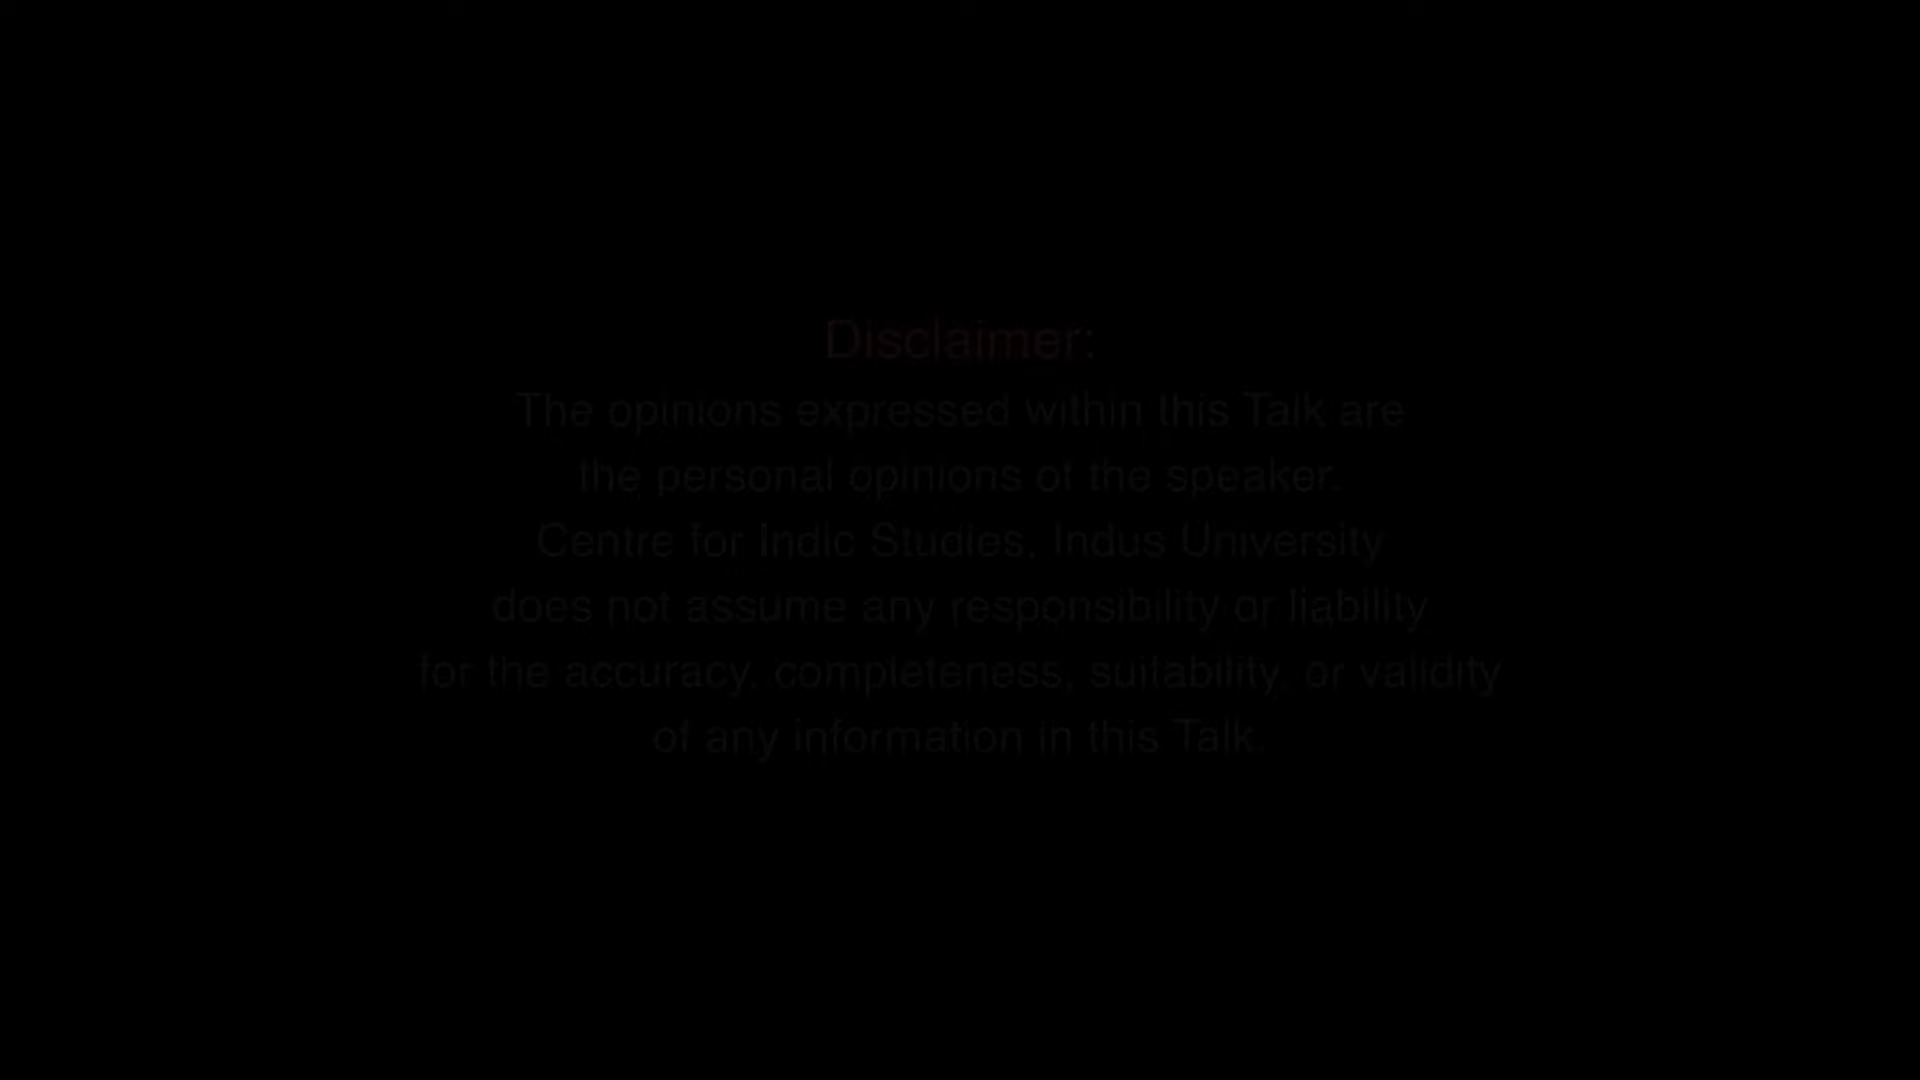 Disclaimer:
The opinions expressed within this Talk are
the personal opinions of the speaker.
Centre for Indic Studies, Indus University
does not assume any responsibility or liability
for the accuracy, completeness, suitability, or validity
of any information in this Talk.